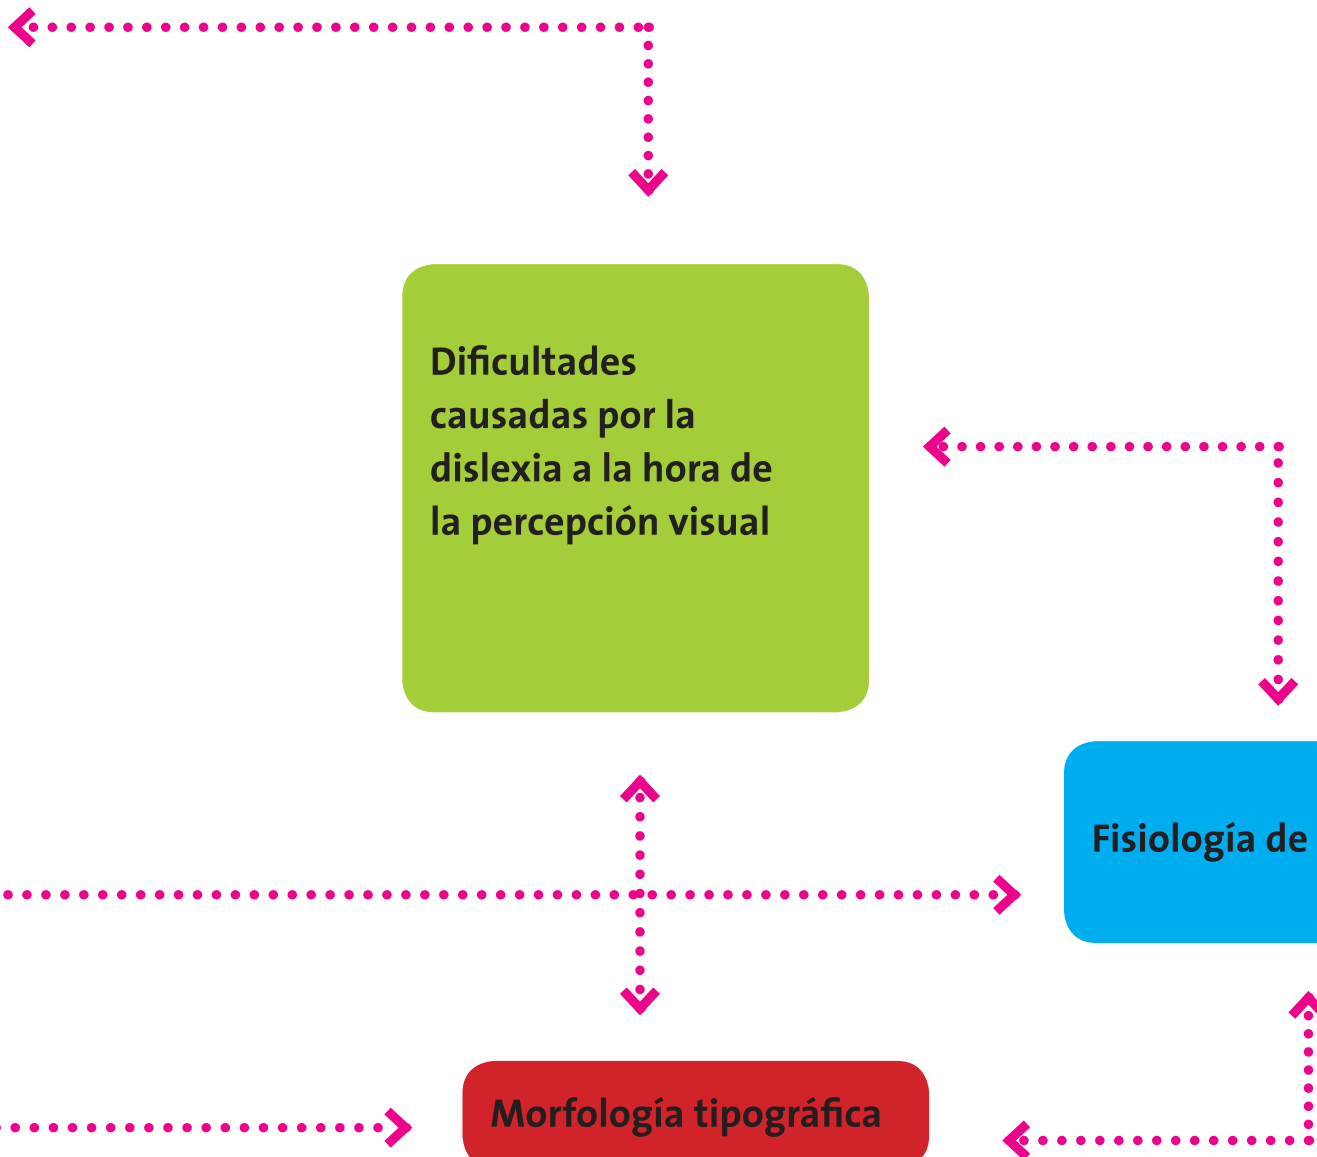 Dificultades
causadas por la
dislexia a la hora de
la percepción visual
Fisiología de
Morfología tipográfica